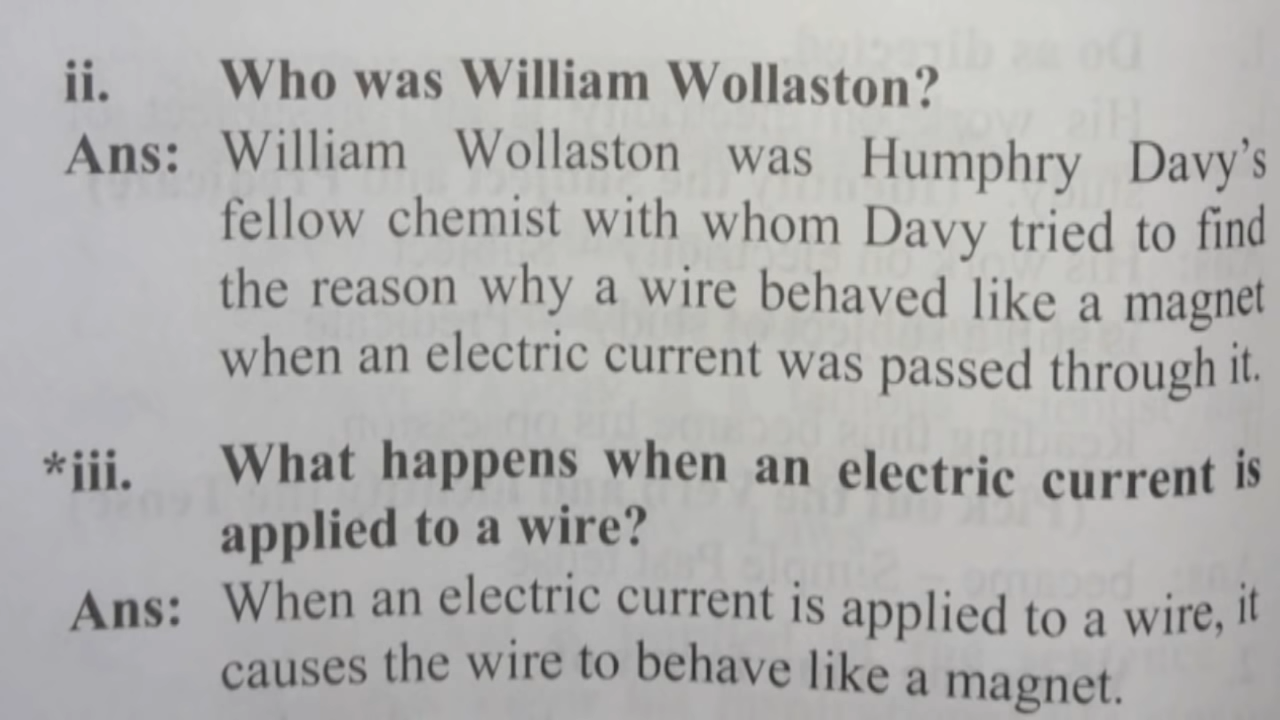 ii. Who was William Wollaston?
Ans: William Wollaston was Humphry Davy's
fellow chemist with whom Davy tried to find
the reason why a wire behaved like a magnet
when an electric current was passed through it.
*iii. What happens when an electric current is
applied to a wire?
Ans: When an electric current is applied to a wire, it
causes the wire to behave like a magnet.